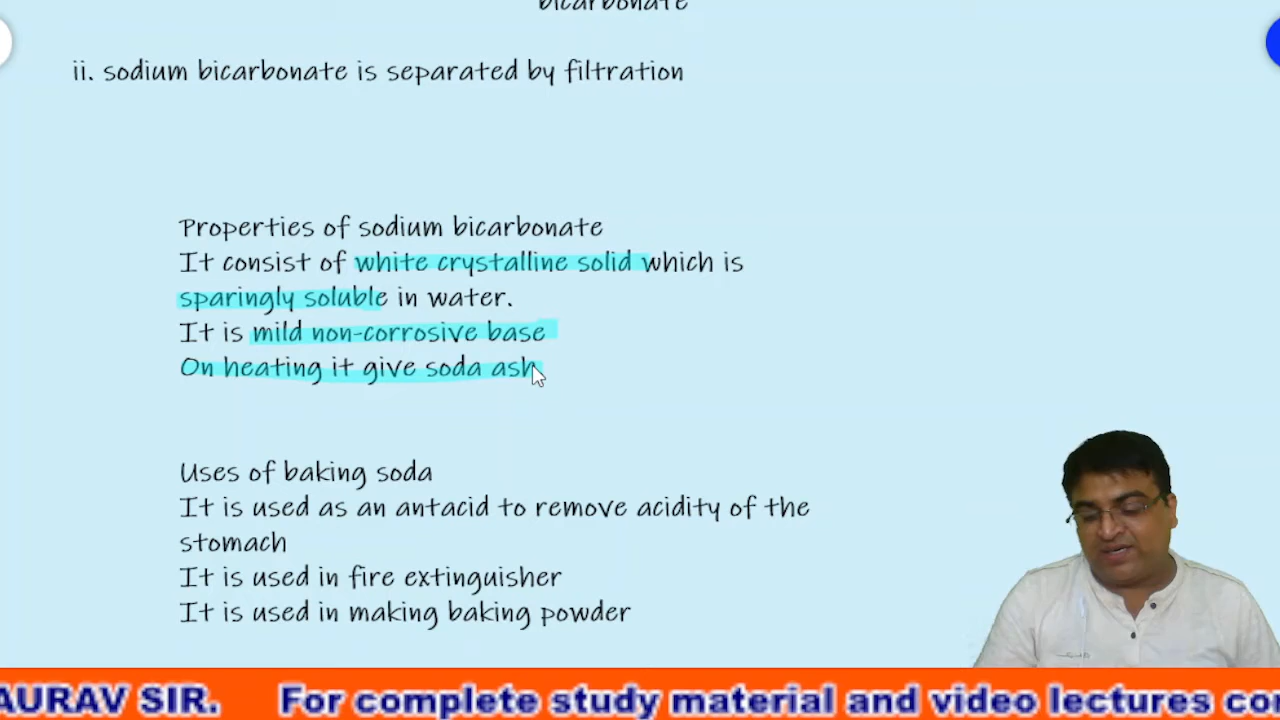 bicarbonate
ii. sodium bicarbonate is separated by filtration
Properties of sodium bicarbonate
It consist of white crystalline solid which is
sparingly soluble in water.
It is mild non-corrosive base
On heating it give soda ash
Uses of baking soda
It is used as an antacid to remove acidity of the
stomach
It is used in fire extinguisher
It is used in making baking powder
AURAV SIR. For complete study material and video lectures co